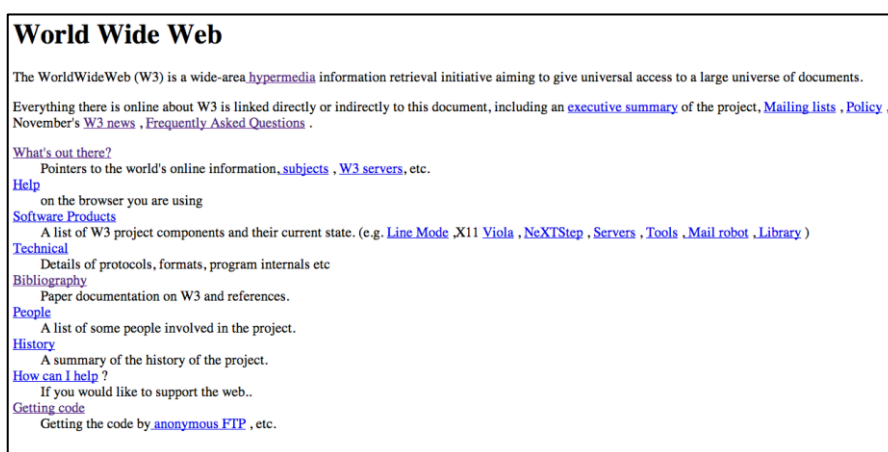 World Wide Web
The WorldWideWeb (W3) is a wide-area hypermedia information retrieval initiative aiming to give universal access to a large universe of documents.
Everything there is online about W3 is linked directly or indirectly to this document, including an executive summary of the project, Mailing lists , Policy ,
November's W3 news , Frequently Asked Questions .
What's out there?
Pointers to the world's online information, subjects , W3 servers, etc.
Help
on the browser you are using
Software Products
A list of W3 project components and their current state. (e.g. Line Mode ,X11 Viola , NeXTStep , Servers , Tools , Mail robot , Library )
Technical
Details of protocols, formats, program internals etc
Bibliography
Paper documentation on W3 and references.
People
A list of some people involved in the project.
History
A summary of the history of the project.
How can I help ?
If you would like to support the web..
Getting code
Getting the code by anonymous FTP , etc.